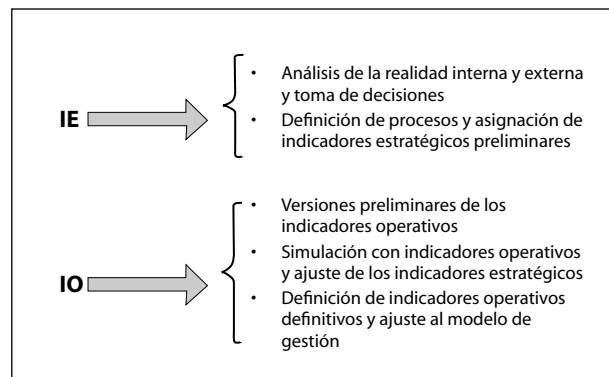 IE
• Análisis de la realidad interna y externa
y toma de decisiones
• Definición de procesos y asignación de
indicadores estratégicos preliminares
IO
• Versiones preliminares de los
indicadores operativos
• Simulación con indicadores operativos
y ajuste de los indicadores estratégicos
• Definición de indicadores operativos
definitivos y ajuste al modelo de
gestión